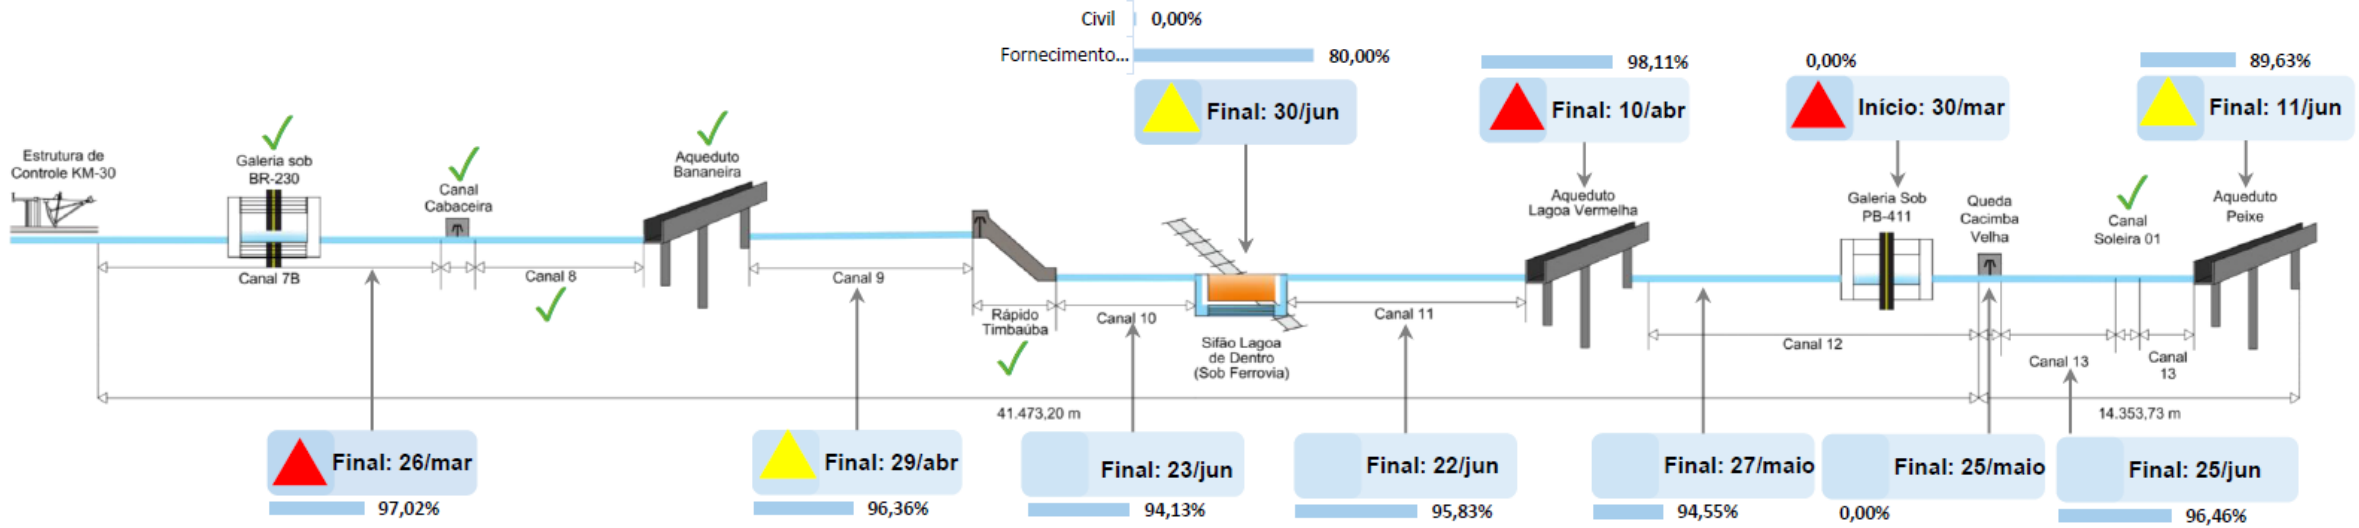 Civil 0,00%
Fornecimento... 80,00%
98,11%
0,00%
89,63%
Final: 30/jun
Final: 10/abr
Início: 30/mar
Final: 11/jun
Estrutura de
Controle KM-30
Galeria sob
BR-230
Canal
Cabaceira
Aqueduto
Bananeira
Aqueduto
Lagoa Vermelha
Galeria Sob
PB-411
Queda
Cacimba
Velha
Canal
Soleira 01
Aqueduto
Peixe
Canal 7B
Canal 8
Canal 9
Rápido
Timbaúba
Canal 10
Sifão Lagoa
de Dentro
(Sob Ferrovia)
Canal 11
Canal 12
Canal 13
Canal
13
41.473,20 m
14.353,73 m
Final: 26/mar
97,02%
Final: 29/abr
96,36%
Final: 23/jun
94,13%
Final: 22/jun
95,83%
Final: 27/maio
94,55%
Final: 25/maio
0,00%
Final: 25/jun
96,46%